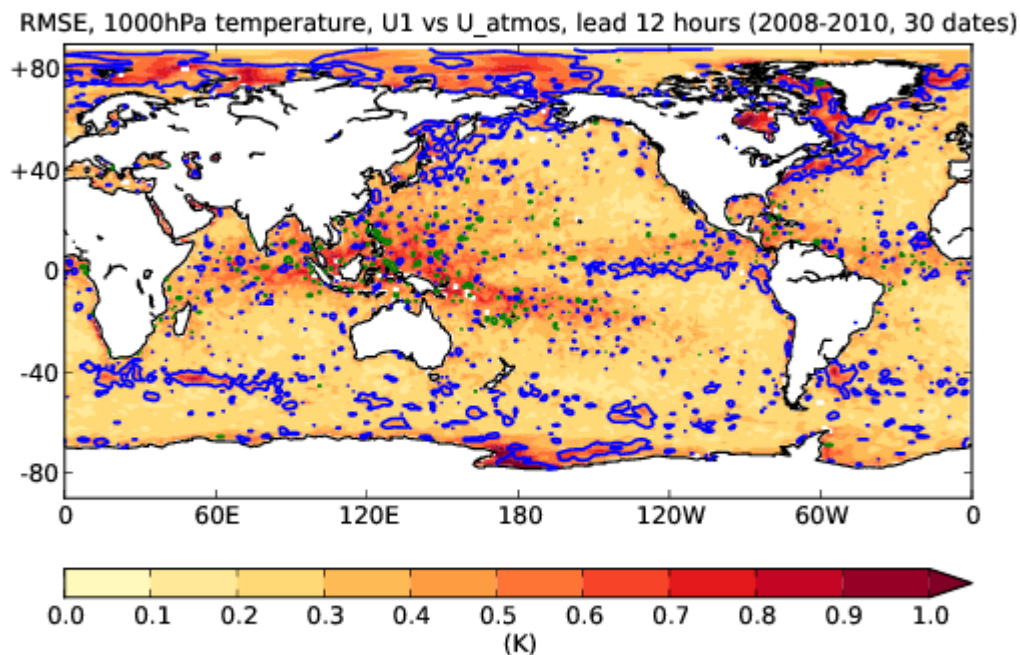 RMSE, 1000hPa temperature, U1 vs U_atmos, lead 12 hours (2008-2010, 30 dates)
+80
+40
0
-40
-80
0 60E 120E 180 120W 60W 0
0.0 0.1 0.2 0.3 0.4 0.5 0.6 0.7 0.8 0.9 1.0
(K)